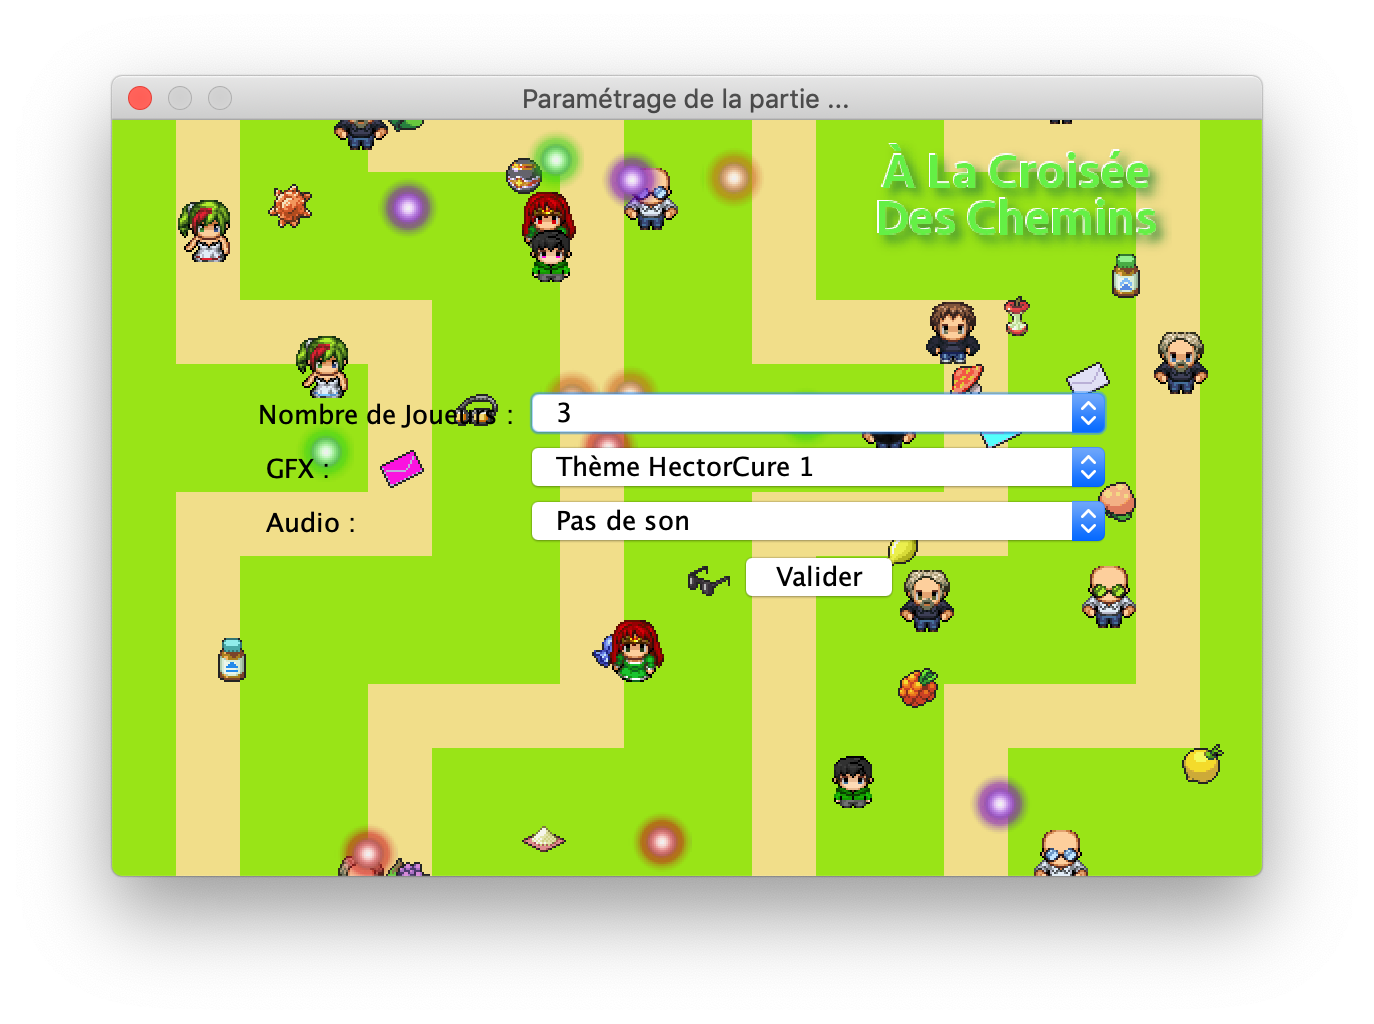 Paramétrage de la partie ...
À La Croisée
Des Chemins
Nombre de Joueurs : 3
GFX : Thème HectorCure 1
Audio : Pas de son
Valider